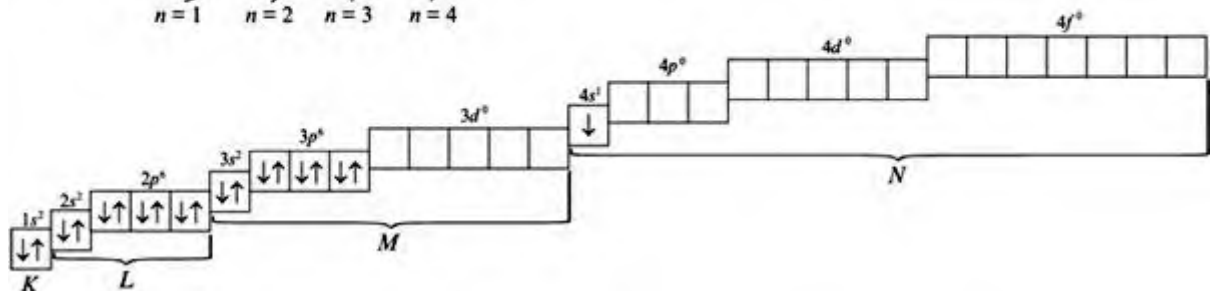 n = 1 n = 2 n = 3 n = 4
4f⁰
4d⁰
4p⁰
4s¹
3d⁰
3p⁶
3s²
2p⁶
2s²
1s²
N
M
L
K